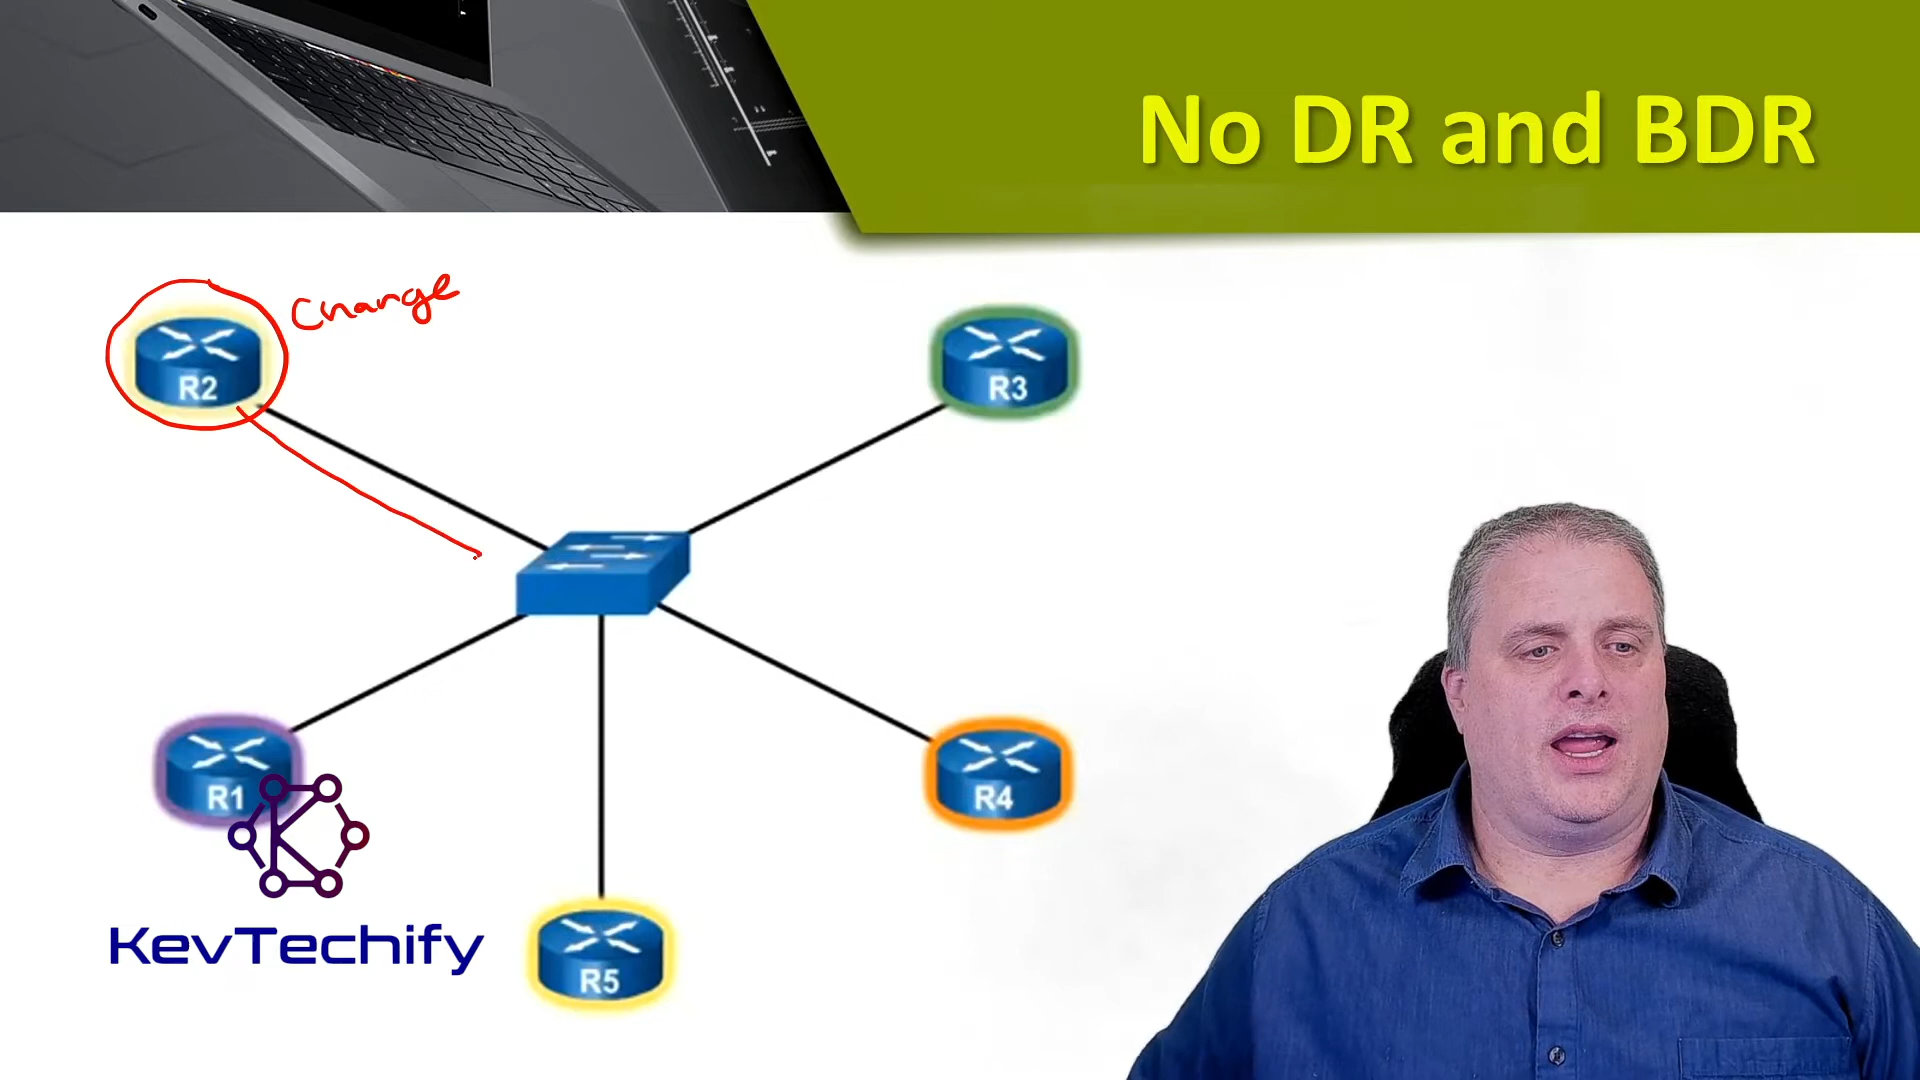 No DR and BDR
Change
R2
R3
R1
R4
KevTechify
R5